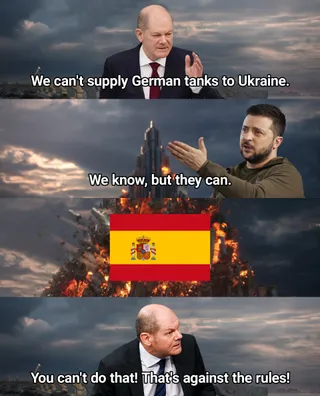 We can't supply German tanks to Ukraine.
We know, but they can.
You can't do that! That's against the rules!